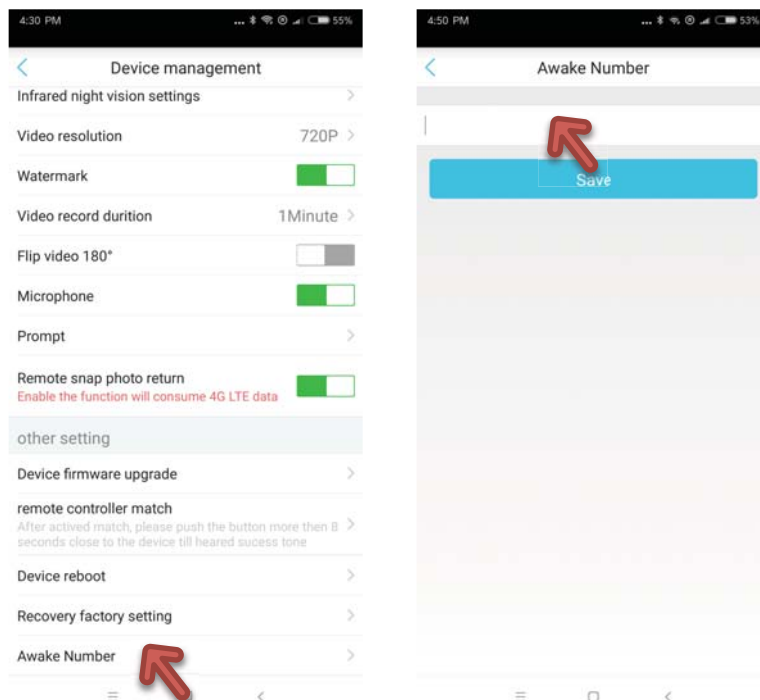 4:30 PM
... 55%
Device management
Infrared night vision settings
Video resolution 720P
Watermark
Video record durition 1Minute
Flip video 180°
Microphone
Prompt
Remote snap photo return
Enable the function will consume 4G LTE data
other setting
Device firmware upgrade
remote controller match
After actived match, please push the button more then 8
seconds close to the device till heared sucess tone
Device reboot
Recovery factory setting
Awake Number
4:50 PM
... 53%
Awake Number
Save